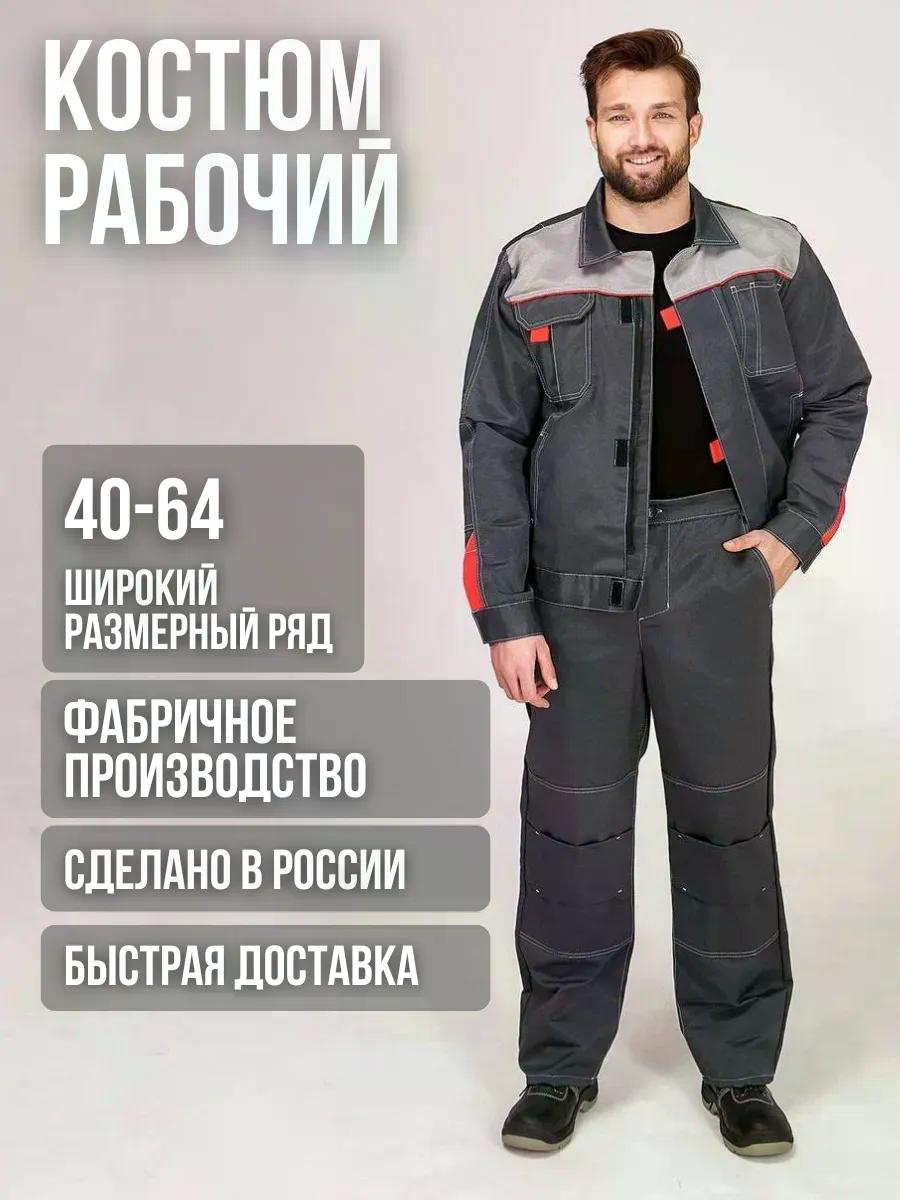 КОСТЮМ
РАБОЧИЙ
40-64
ШИРОКИЙ
РАЗМЕРНЫЙ РЯД
ФАБРИЧНОЕ
ПРОИЗВОДСТВО
СДЕЛАНО В РОССИИ
БЫСТРАЯ ДОСТАВКА